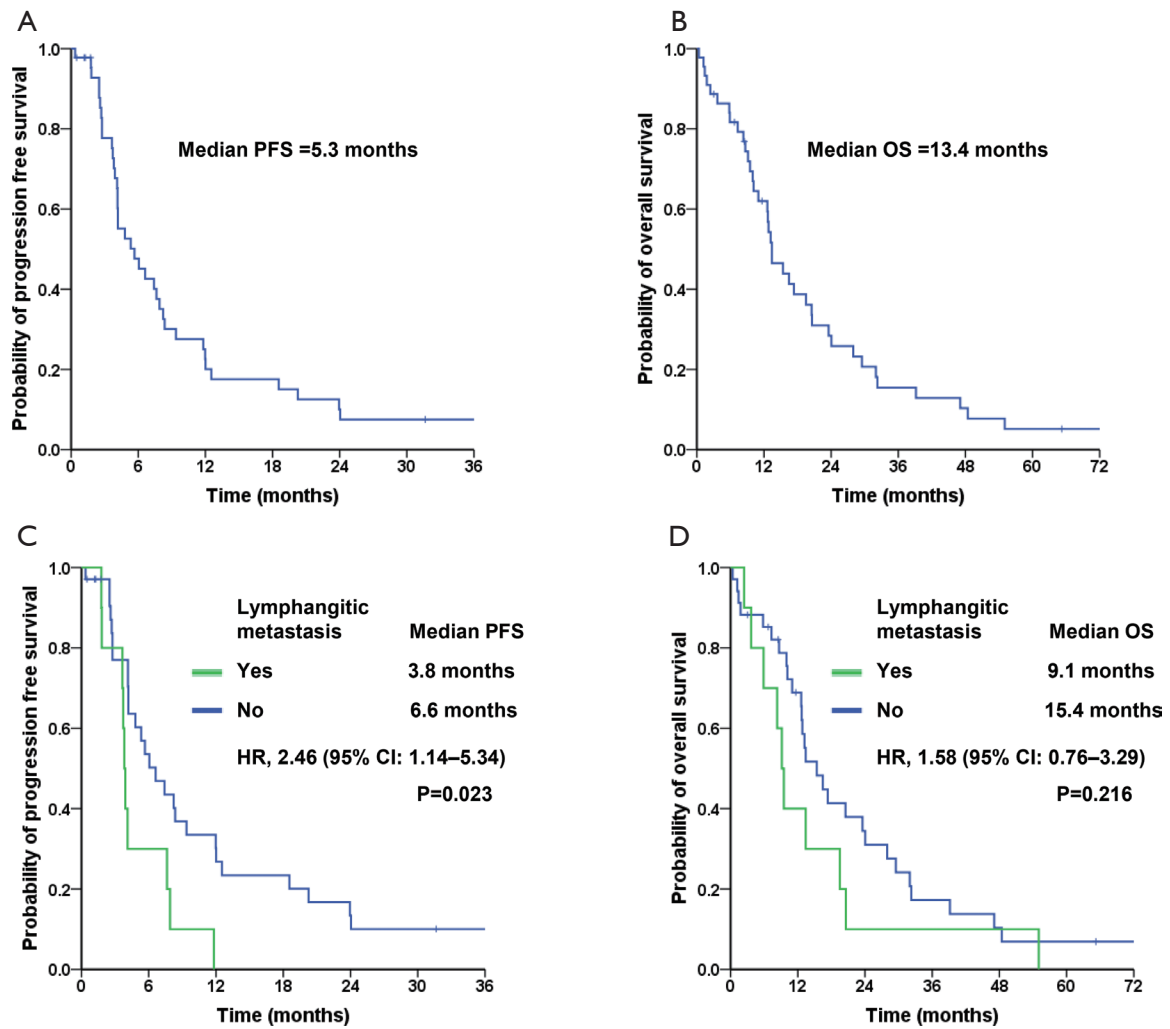 A
Probability of progression free survival
1.0
0.8
0.6
0.4
0.2
0.0
Median PFS =5.3 months
0 6 12 18 24 30 36
Time (months)
B
Probability of overall survival
1.0
0.8
0.6
0.4
0.2
0.0
Median OS =13.4 months
0 12 24 36 48 60 72
Time (months)
C
Probability of progression free survival
1.0
0.8
0.6
0.4
0.2
0.0
Lymphangitic
metastasis Median PFS
Yes 3.8 months
No 6.6 months
HR, 2.46 (95% CI: 1.14–5.34)
P=0.023
0 6 12 18 24 30 36
Time (months)
D
Probability of overall survival
1.0
0.8
0.6
0.4
0.2
0.0
Lymphangitic
metastasis Median OS
Yes 9.1 months
No 15.4 months
HR, 1.58 (95% CI: 0.76–3.29)
P=0.216
0 12 24 36 48 60 72
Time (months)